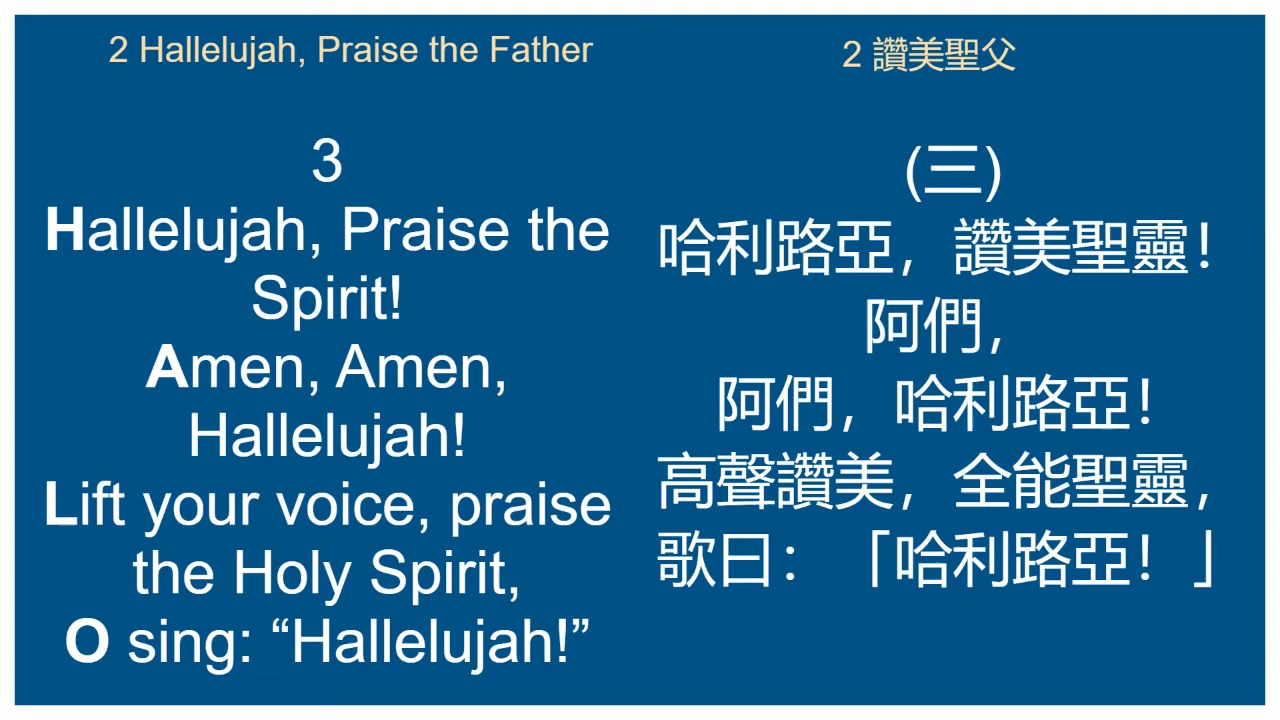 2 Hallelujah, Praise the Father
3
Hallelujah, Praise the
Spirit!
Amen, Amen,
Hallelujah!
Lift your voice, praise
the Holy Spirit,
O sing: “Hallelujah!”
2 讚美聖父
(三)
哈利路亞，讚美聖靈！
阿們，
阿們，哈利路亞！
高聲讚美，全能聖靈，
歌曰：「哈利路亞！」